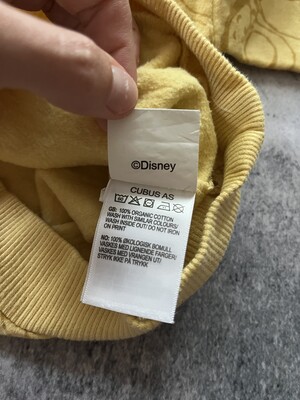 ©Disney
CUBUS AS
GB: 100% ORGANIC COTTON
WASH WITH SIMILAR COLOURS/
WASH INSIDE OUT/ DO NOT IRON
ON PRINT
NO: 100% ØKOLOGISK BOMULL
VASKES MED LIGNENDE FARGER/
VASKES MED VRANGEN UT/
STRYK IKKE PÅ TRYKK